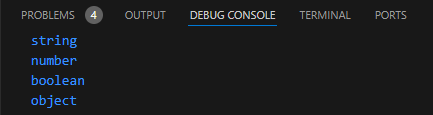 PROBLEMS 4 OUTPUT DEBUG CONSOLE TERMINAL PORTS
string
number
boolean
object